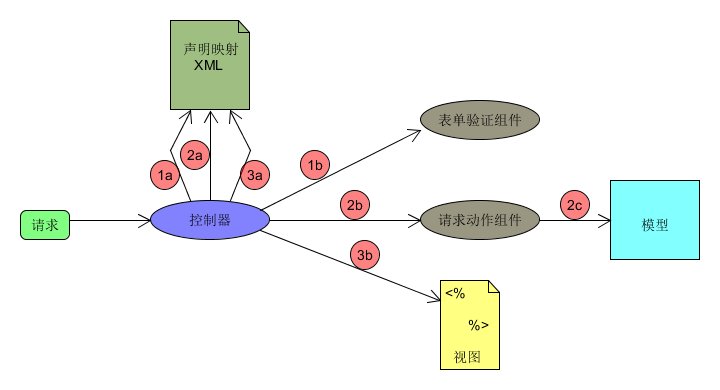 声明映射
XML
1a
2a
3a
1b
表单验证组件
请求
控制器
2b
请求动作组件
2c
模型
3b
<%
%>
视图